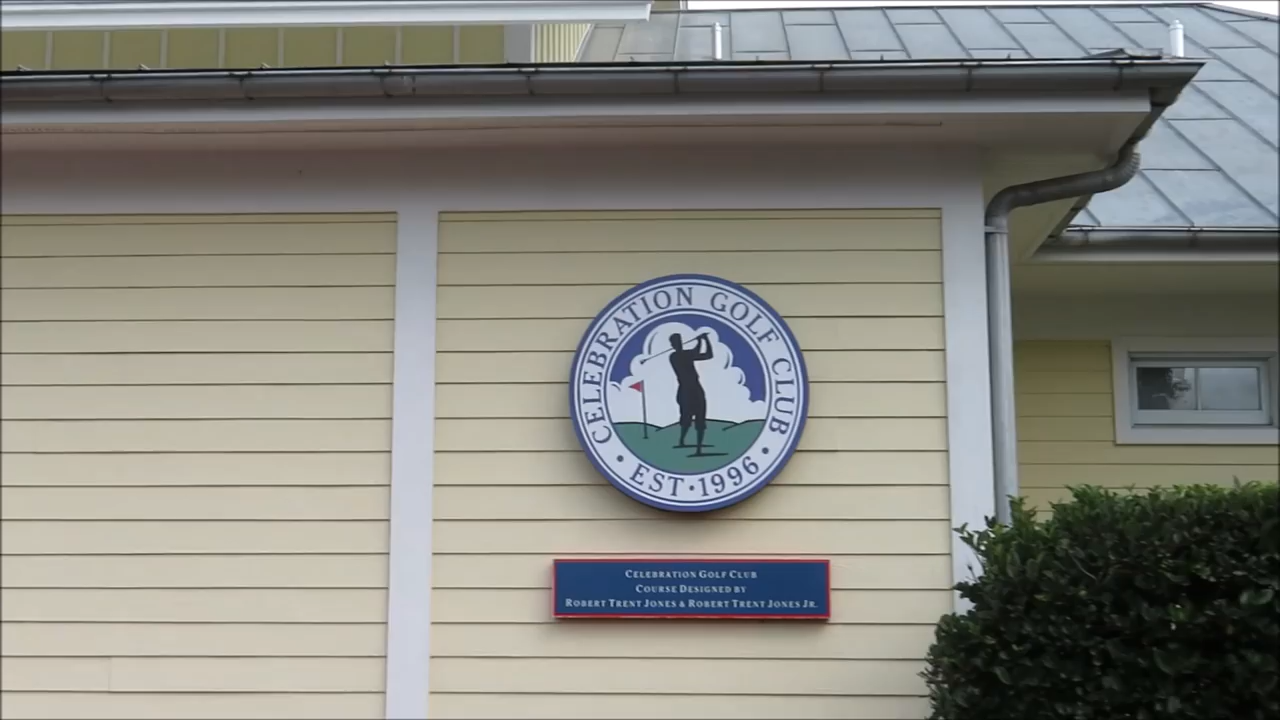 CELEBRATION GOLF CLUB
• EST • 1996 •
CELEBRATION GOLF CLUB
COURSE DESIGNED BY
ROBERT TRENT JONES & ROBERT TRENT JONES JR.